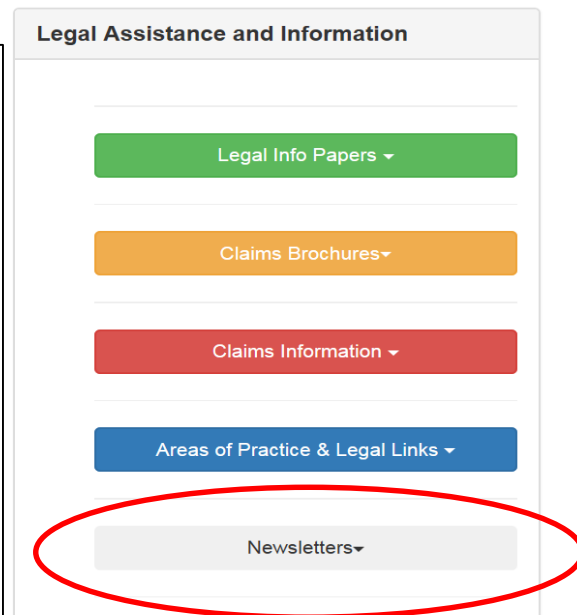 Legal Assistance and Information
Legal Info Papers
Claims Brochures
Claims Information
Areas of Practice & Legal Links
Newsletters